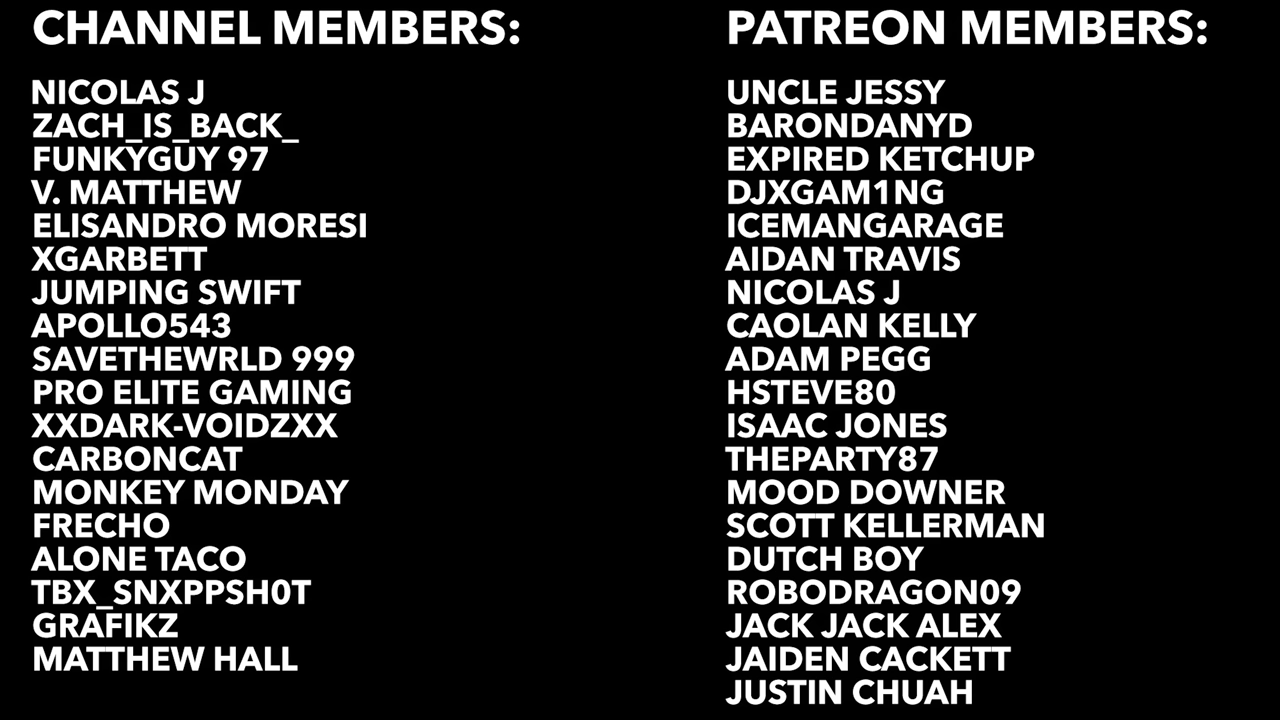 CHANNEL MEMBERS:
NICOLAS J
ZACH_IS_BACK_
FUNKYGUY 97
V. MATTHEW
ELISANDRO MORESI
XGARBETT
JUMPING SWIFT
APOLLO543
SAVETHEWRLD 999
PRO ELITE GAMING
XXDARK-VOIDZXX
CARBONCAT
MONKEY MONDAY
FRECHO
ALONE TACO
TBX_SNXPPSH0T
GRAFIKZ
MATTHEW HALL
PATREON MEMBERS:
UNCLE JESSY
BARONDANYD
EXPIRED KETCHUP
DJXGAM1NG
ICEMANGARAGE
AIDAN TRAVIS
NICOLAS J
CAOLAN KELLY
ADAM PEGG
HSTEVE80
ISAAC JONES
THEPARTY87
MOOD DOWNER
SCOTT KELLERMAN
DUTCH BOY
ROBODRAGON09
JACK JACK ALEX
JAIDEN CACKETT
JUSTIN CHUAH